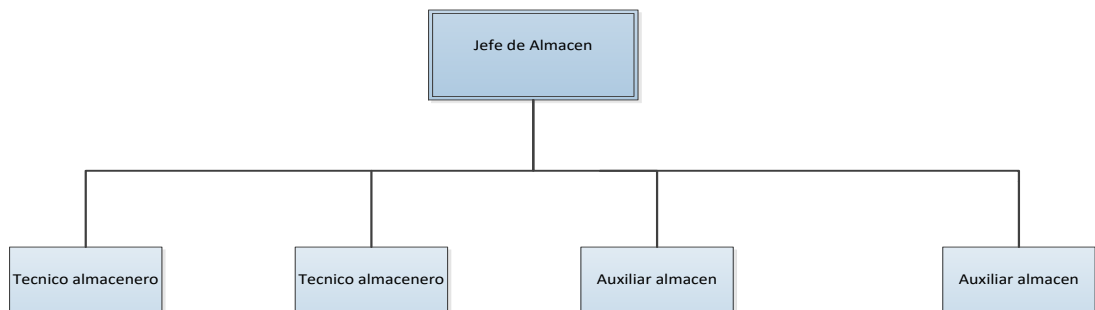 Jefe de Almacen
Tecnico almacenero
Tecnico almacenero
Auxiliar almacen
Auxiliar almacen